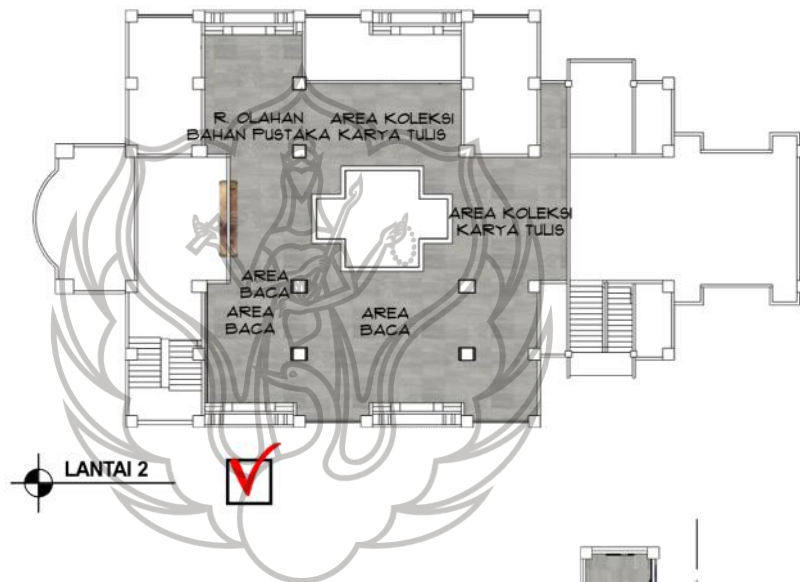 R. OLAHAN
BAHAN PUSTAKA
AREA KOLEKSI
KARYA TULIS
AREA KOLEKSI
KARYA TULIS
AREA
BACA
AREA
BACA
AREA
BACA
LANTAI 2